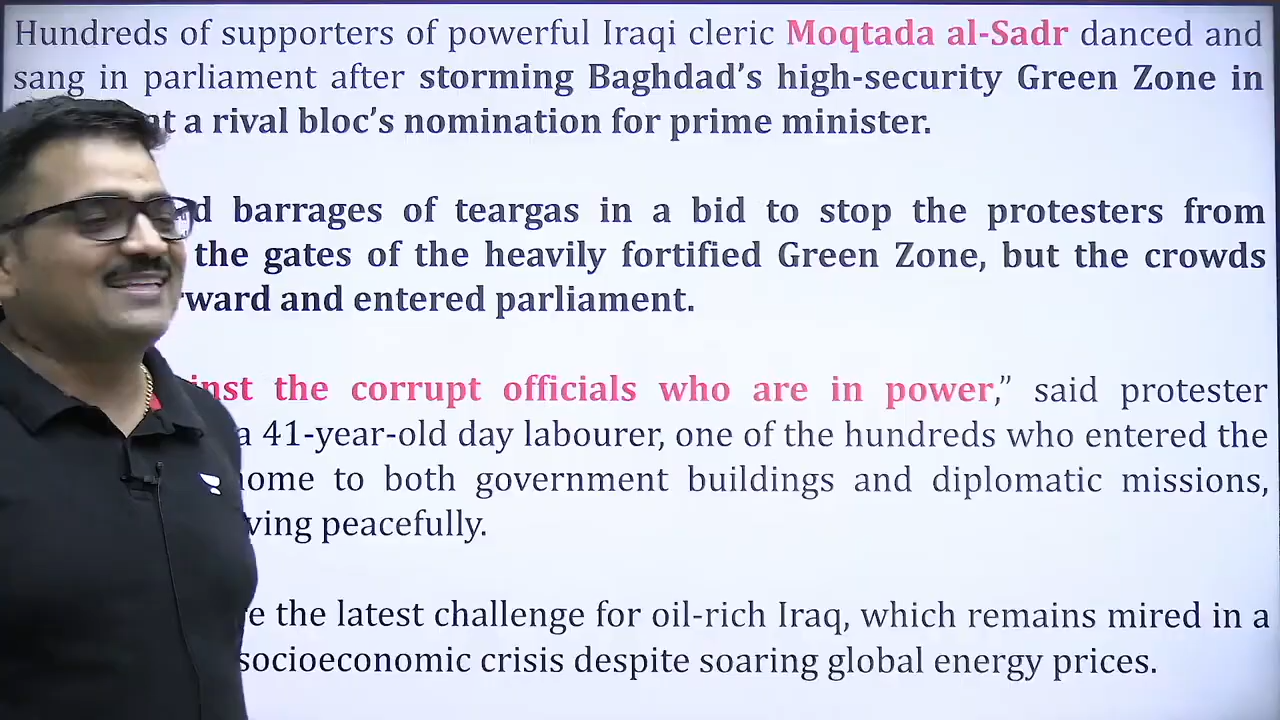 Hundreds of supporters of powerful Iraqi cleric Moqtada al-Sadr danced and
sang in parliament after storming Baghdad’s high-security Green Zone in
at a rival bloc’s nomination for prime minister.
barrages of teargas in a bid to stop the protesters from
the gates of the heavily fortified Green Zone, but the crowds
and entered parliament.
the corrupt officials who are in power,” said protester
a 41-year-old day labourer, one of the hundreds who entered the
home to both government buildings and diplomatic missions,
peacefully.
the latest challenge for oil-rich Iraq, which remains mired in a
socioeconomic crisis despite soaring global energy prices.